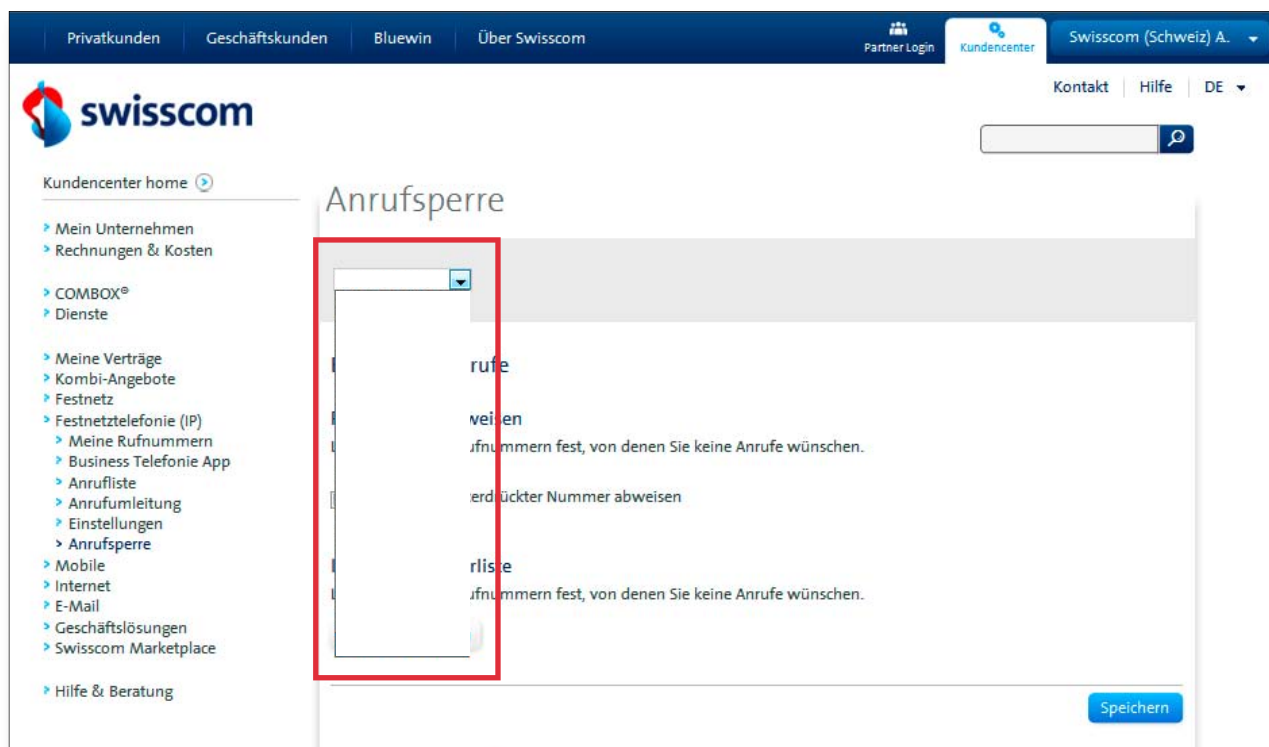 Privatkunden Geschäftskunden Bluewin Über Swisscom Partner Login Kundencenter Swisscom (Schweiz) A.
Kontakt Hilfe DE
swisscom
Kundencenter home
Anrufsperre
Mein Unternehmen
Rechnungen & Kosten
COMBOX®
Dienste
Meine Verträge
Kombi-Angebote
Festnetz
Festnetztelefonie (IP)
Meine Rufnummern
Business Telefonie App
Anrufliste
Anrufumleitung
Einstellungen
Anrufsperre
Mobile
Internet
E-Mail
Geschäftslösungen
Swisscom Marketplace
Hilfe & Beratung
rufe
weisen
ufnummern fest, von denen Sie keine Anrufe wünschen.
terdrückter Nummer abweisen
rliste
ufnummern fest, von denen Sie keine Anrufe wünschen.
Speichern